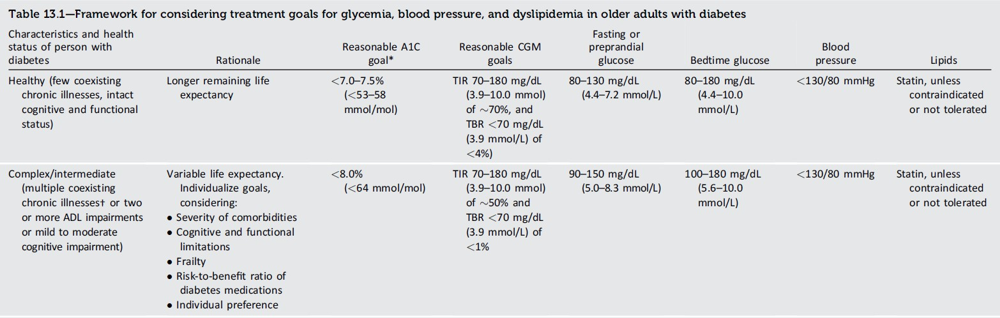 Table 13.1—Framework for considering treatment goals for glycemia, blood pressure, and dyslipidemia in older adults with diabetes
Characteristics and health
status of person with
diabetes
Rationale
Reasonable A1C
goal*
Reasonable CGM
goals
Fasting or
preprandial
glucose
Bedtime glucose
Blood
pressure
Lipids
Healthy (few coexisting
chronic illnesses, intact
cognitive and functional
status)
Longer remaining life
expectancy
<7.0–7.5%
(<53–58
mmol/mol)
TIR 70–180 mg/dL
(3.9–10.0 mmol)
of ∼70%, and
TBR <70 mg/dL
(3.9 mmol/L) of
<4%)
80–130 mg/dL
(4.4–7.2 mmol/L)
80–180 mg/dL
(4.4–10.0
mmol/L)
<130/80 mmHg
Statin, unless
contraindicated
or not tolerated
Complex/intermediate
(multiple coexisting
chronic illnesses† or two
or more ADL impairments
or mild to moderate
cognitive impairment)
Variable life expectancy.
Individualize goals,
considering:
● Severity of comorbidities
● Cognitive and functional
limitations
● Frailty
● Risk-to-benefit ratio of
diabetes medications
● Individual preference
<8.0%
(<64 mmol/mol)
TIR 70–180 mg/dL
(3.9–10.0 mmol)
of ∼50% and
TBR <70 mg/dL
(3.9 mmol/L) of
<1%
90–150 mg/dL
(5.0–8.3 mmol/L)
100–180 mg/dL
(5.6–10.0
mmol/L)
<130/80 mmHg
Statin, unless
contraindicated
or not tolerated